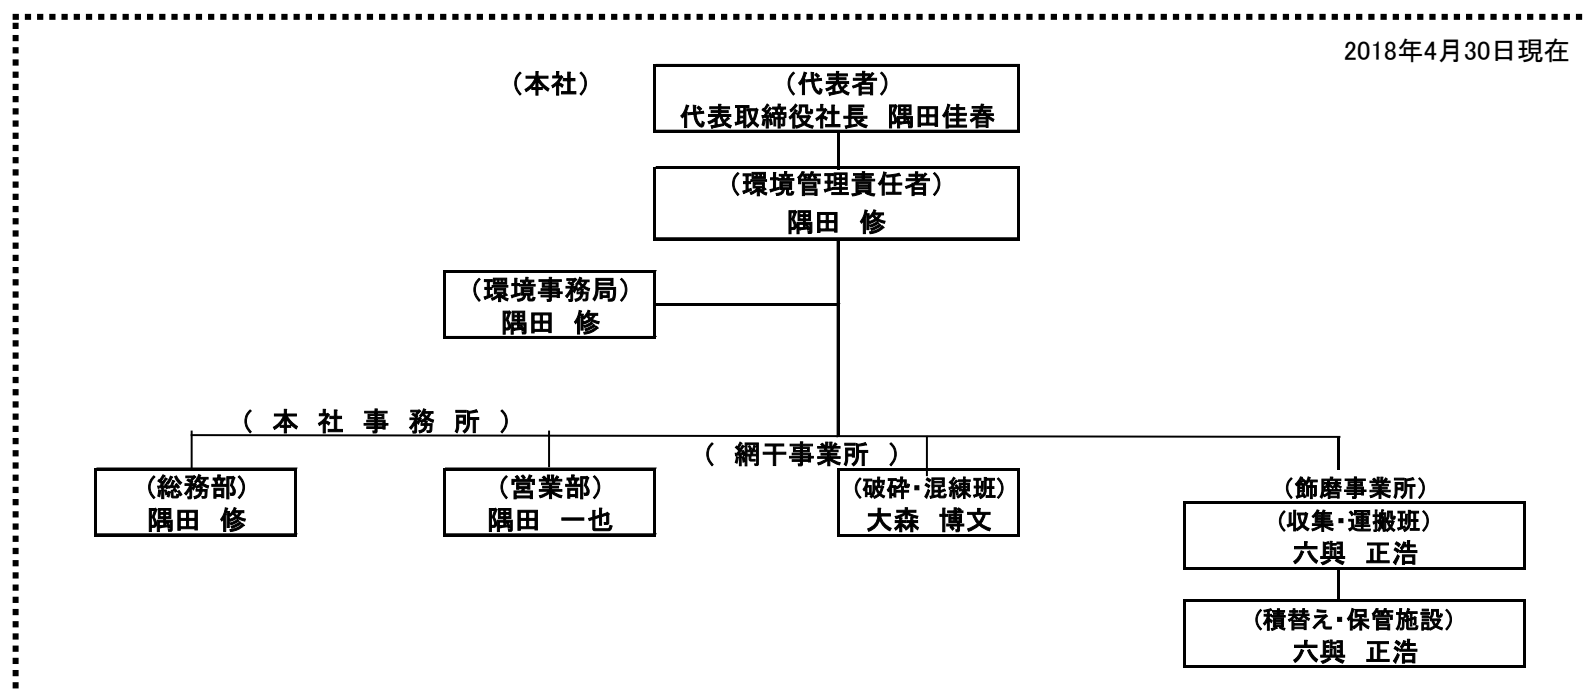 2018年4月30日現在
（本社）
（代表者）
代表取締役社長　隅田佳春
（環境管理責任者）
隅田　修
（環境事務局）
隅田　修
（ 本 社 事 務 所 ）
（ 網干事業所 ）
（総務部）
隅田　修
（営業部）
隅田　一也
（破砕・混練班）
大森　博文
（飾磨事業所）
（収集・運搬班）
六與　正浩
（積替え・保管施設）
六與　正浩